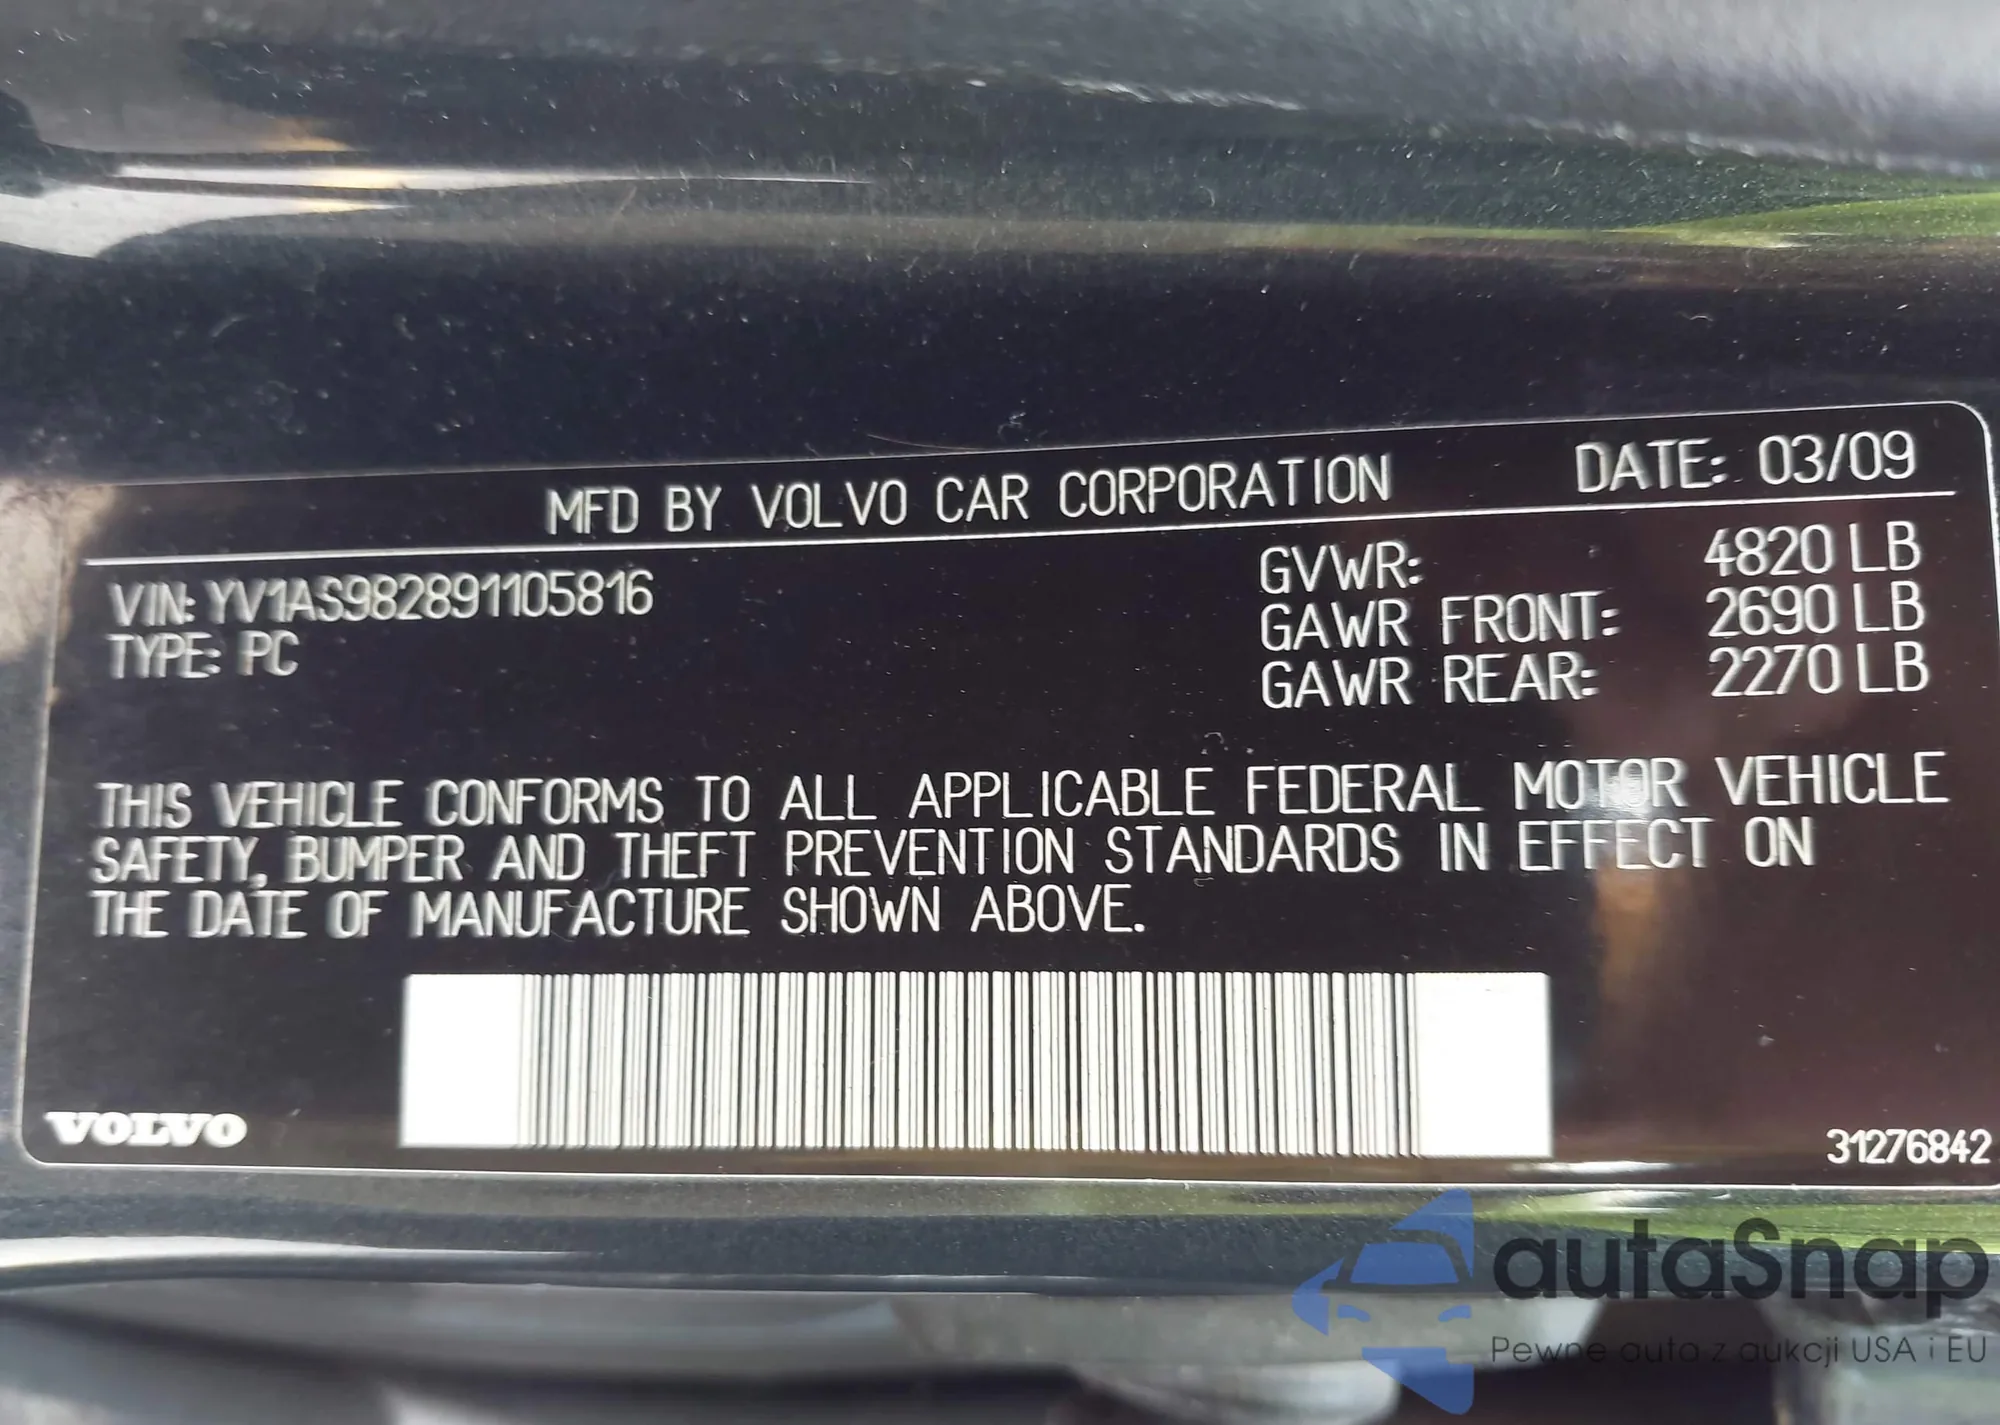 MFD BY VOLVO CAR CORPORATION DATE: 03/09
VIN: YV1AS982891105816
TYPE: PC
GVWR: 4820 LB
GAWR FRONT: 2690 LB
GAWR REAR: 2270 LB
THIS VEHICLE CONFORMS TO ALL APPLICABLE FEDERAL MOTOR VEHICLE
SAFETY, BUMPER AND THEFT PREVENTION STANDARDS IN EFFECT ON
THE DATE OF MANUFACTURE SHOWN ABOVE.
VOLVO
31276842
autaSnap
Pewne auta z aukcji USA i EU